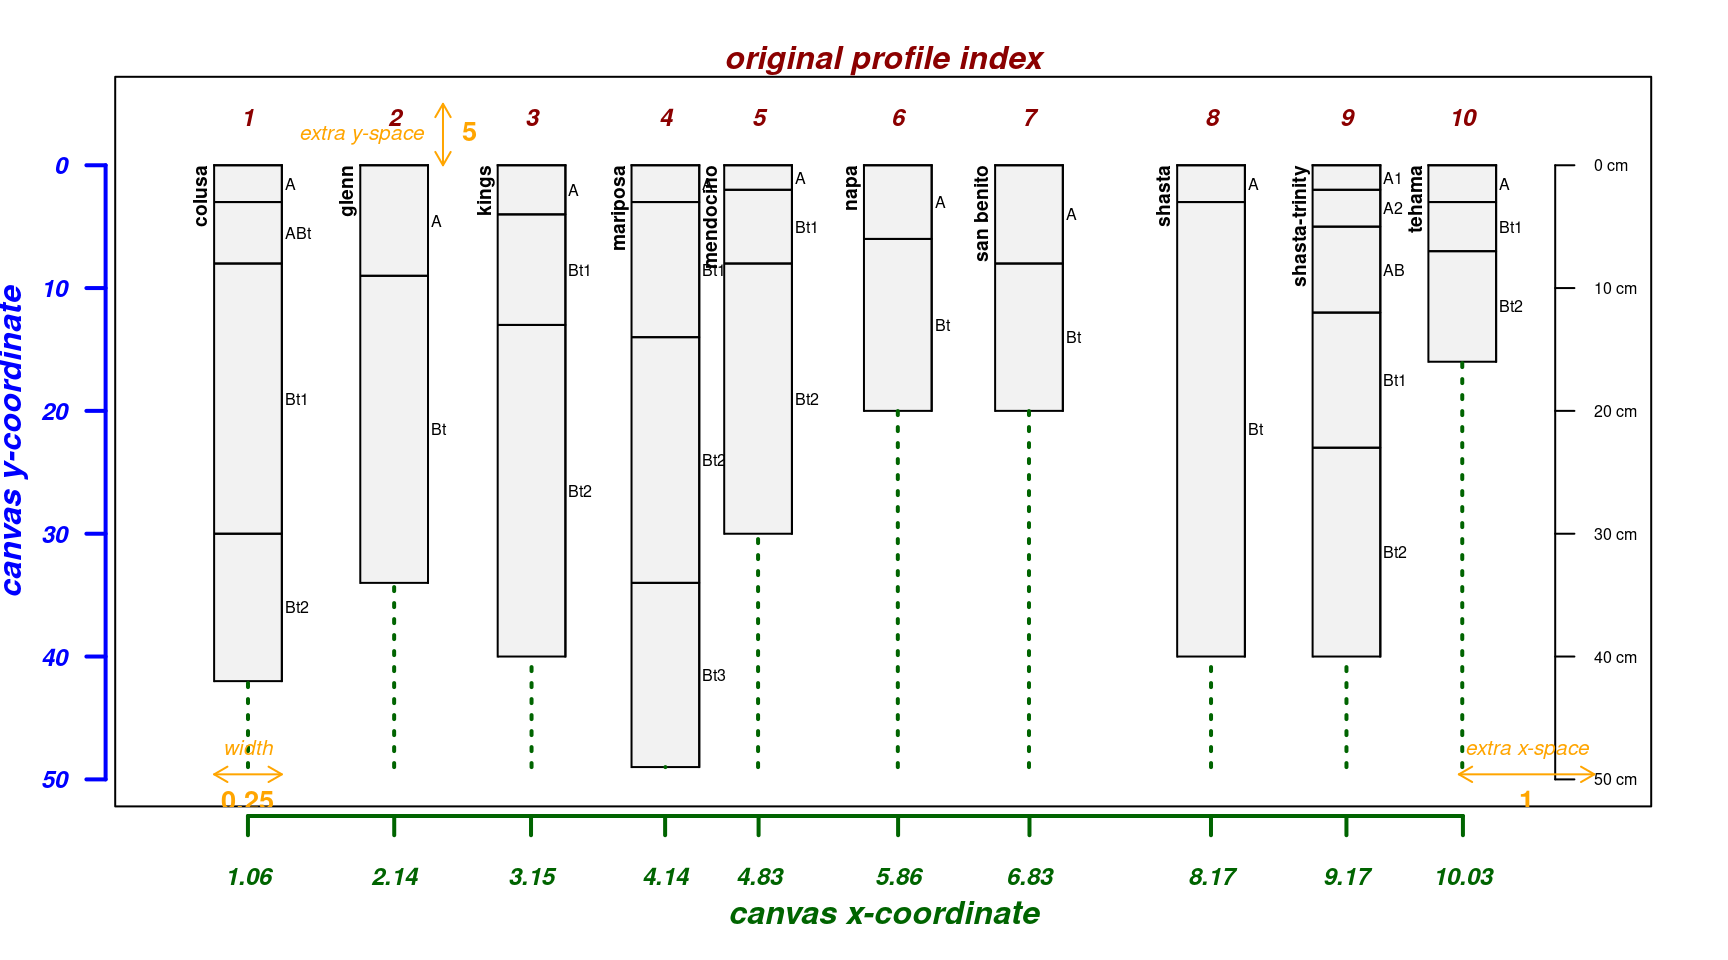 original profile index
1 2 3 4 5 6 7 8 9 10
extra y-space 5
canvas y-coordinate
0
10
20
30
40
50
colusa
A
ABt
Bt1
Bt2
glenn
A
Bt
kings
A
Bt1
Bt2
mariposa
A
Bt1
Bt2
Bt3
mendocino
A
Bt1
Bt2
napa
A
Bt
san benito
A
Bt
shasta
A
Bt
shasta-trinity
A1
A2
AB
Bt1
Bt2
tehama
A
Bt1
Bt2
0 cm
10 cm
20 cm
30 cm
40 cm
50 cm
width
0.25
extra x-space
1
1.06 2.14 3.15 4.14 4.83 5.86 6.83 8.17 9.17 10.03
canvas x-coordinate